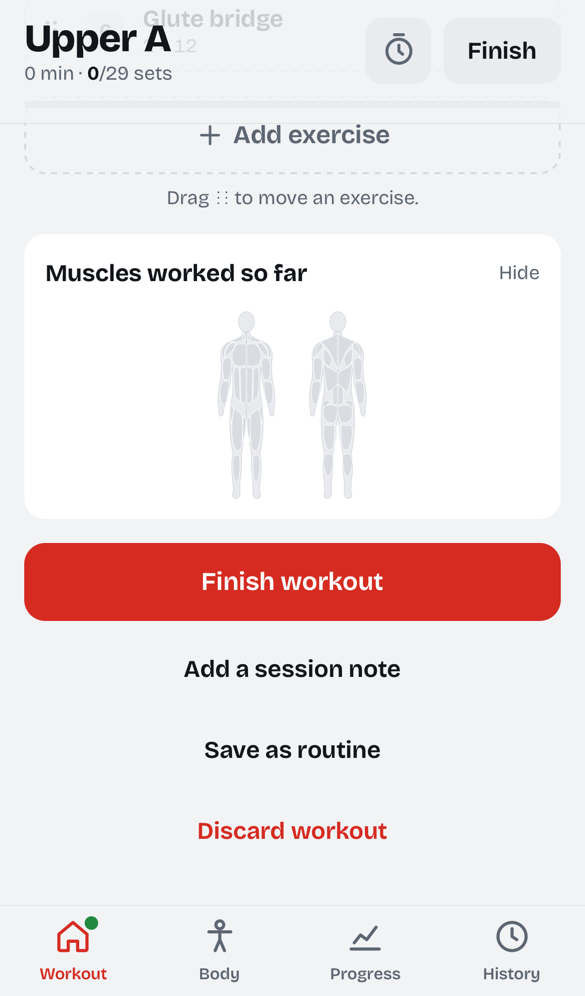 Glute bridge
Upper A
12
0 min · 0/29 sets
Finish
+ Add exercise
Drag ⁝⁝ to move an exercise.
Muscles worked so far
Hide
Finish workout
Add a session note
Save as routine
Discard workout
Workout
Body
Progress
History